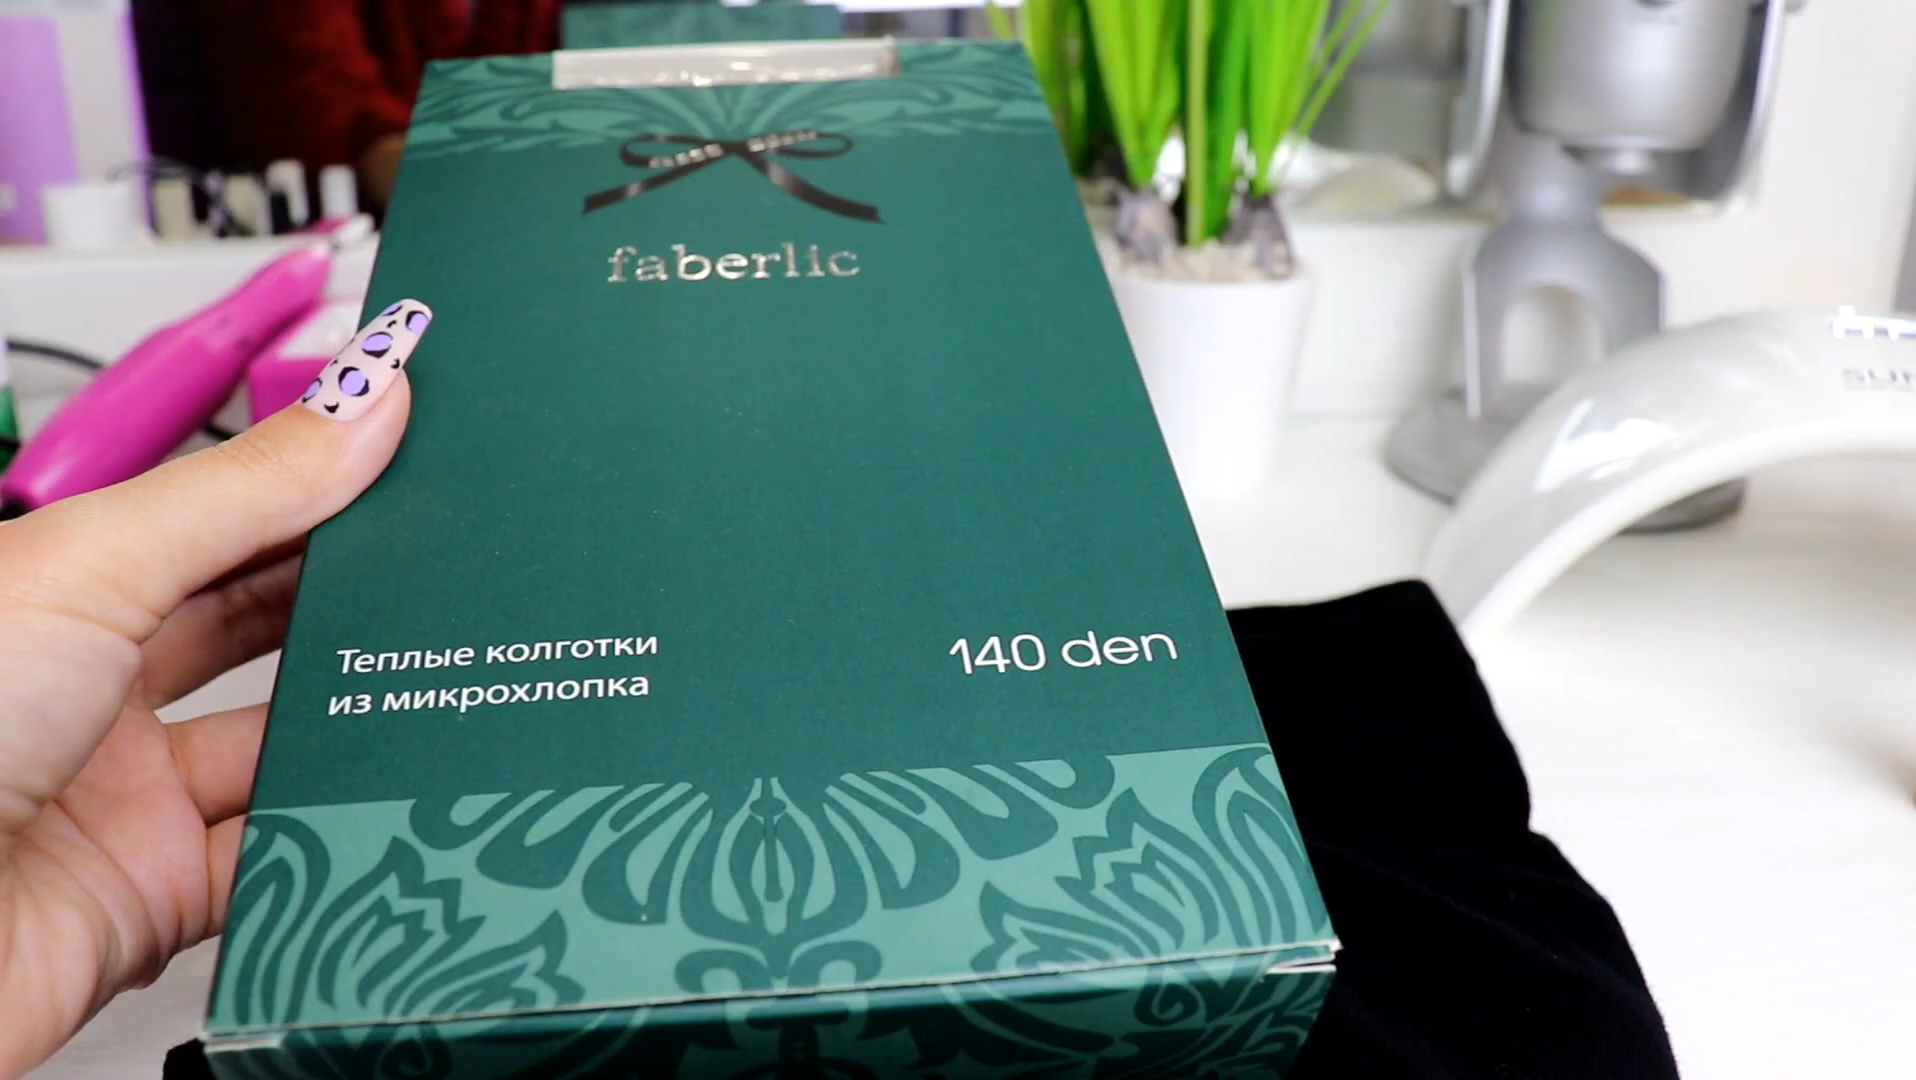 faberlic
Теплые колготки
из микрохлопка
140 den